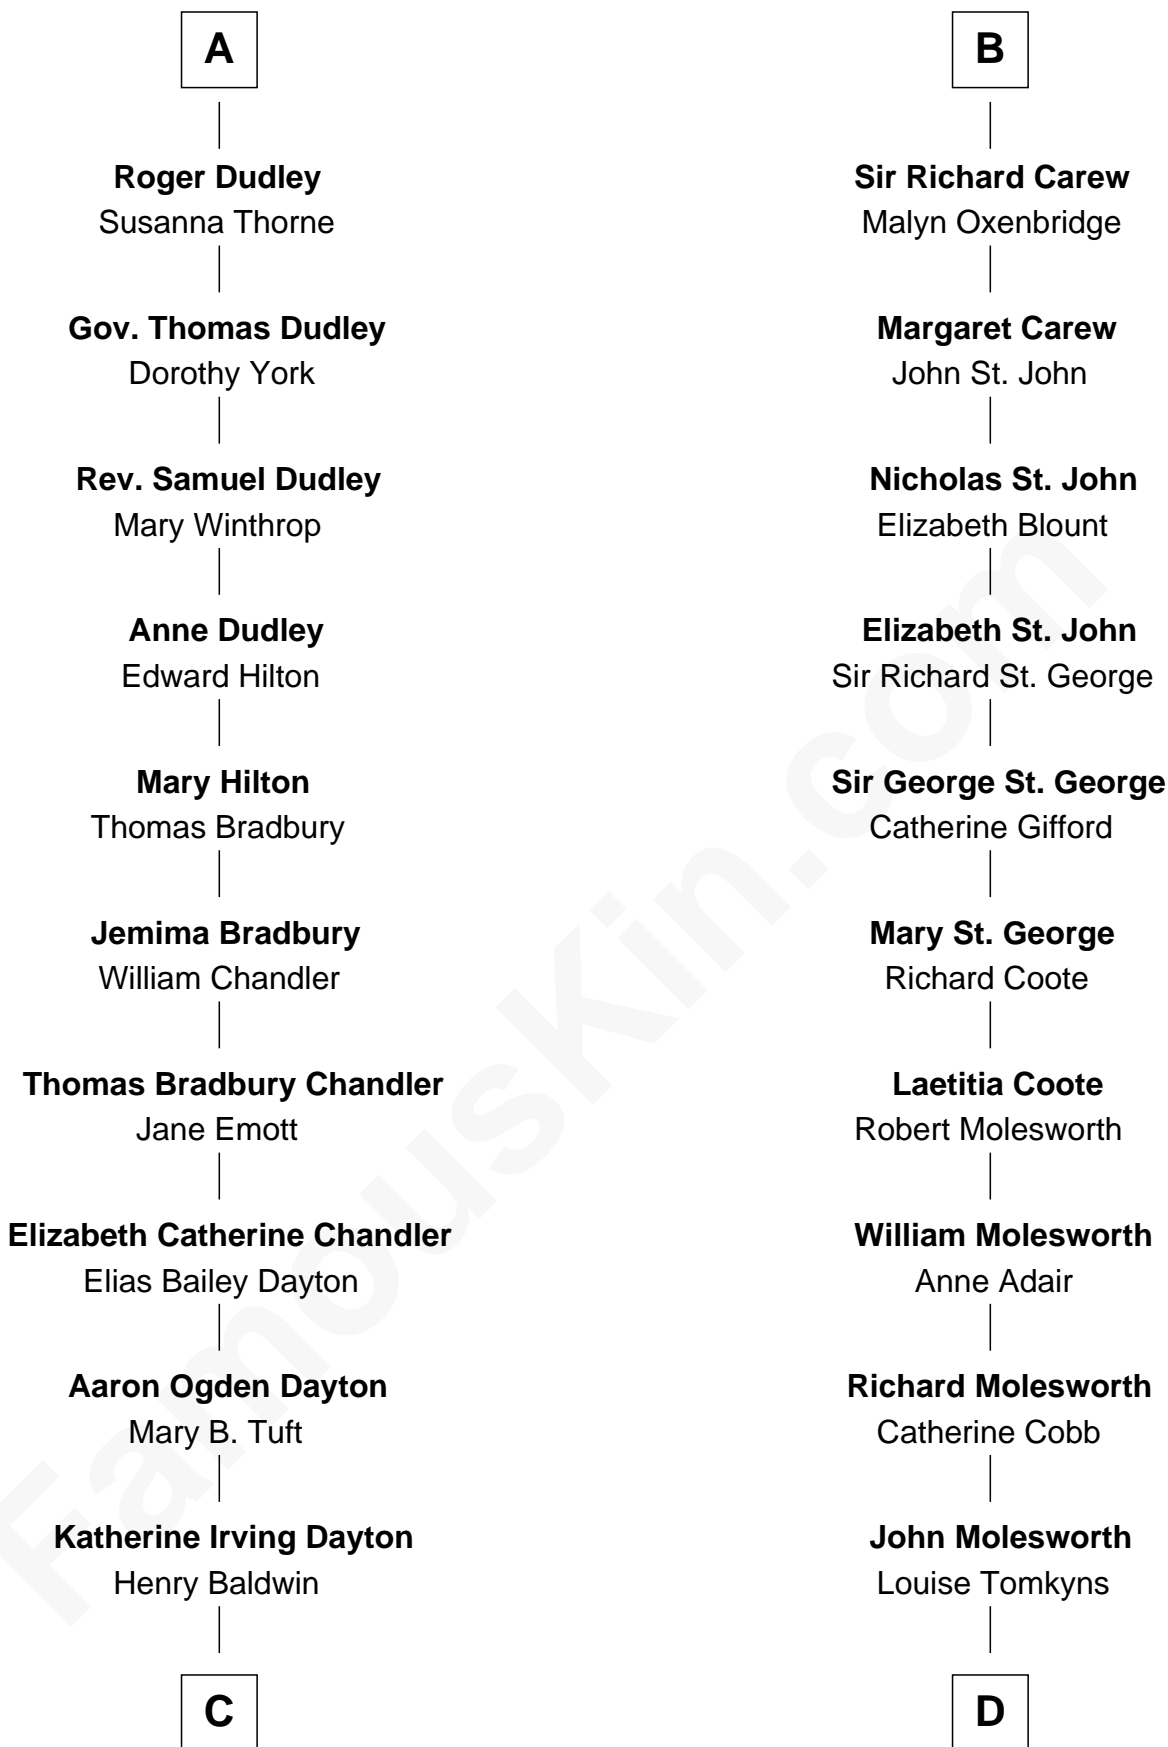 A
Roger Dudley
Susanna Thorne
Gov. Thomas Dudley
Dorothy York
Rev. Samuel Dudley
Mary Winthrop
Anne Dudley
Edward Hilton
Mary Hilton
Thomas Bradbury
Jemima Bradbury
William Chandler
Thomas Bradbury Chandler
Jane Emott
Elizabeth Catherine Chandler
Elias Bailey Dayton
Aaron Ogden Dayton
Mary B. Tuft
Katherine Irving Dayton
Henry Baldwin
C
B
Sir Richard Carew
Malyn Oxenbridge
Margaret Carew
John St. John
Nicholas St. John
Elizabeth Blount
Elizabeth St. John
Sir Richard St. George
Sir George St. George
Catherine Gifford
Mary St. George
Richard Coote
Laetitia Coote
Robert Molesworth
William Molesworth
Anne Adair
Richard Molesworth
Catherine Cobb
John Molesworth
Louise Tomkyns
D
FamousKin.com